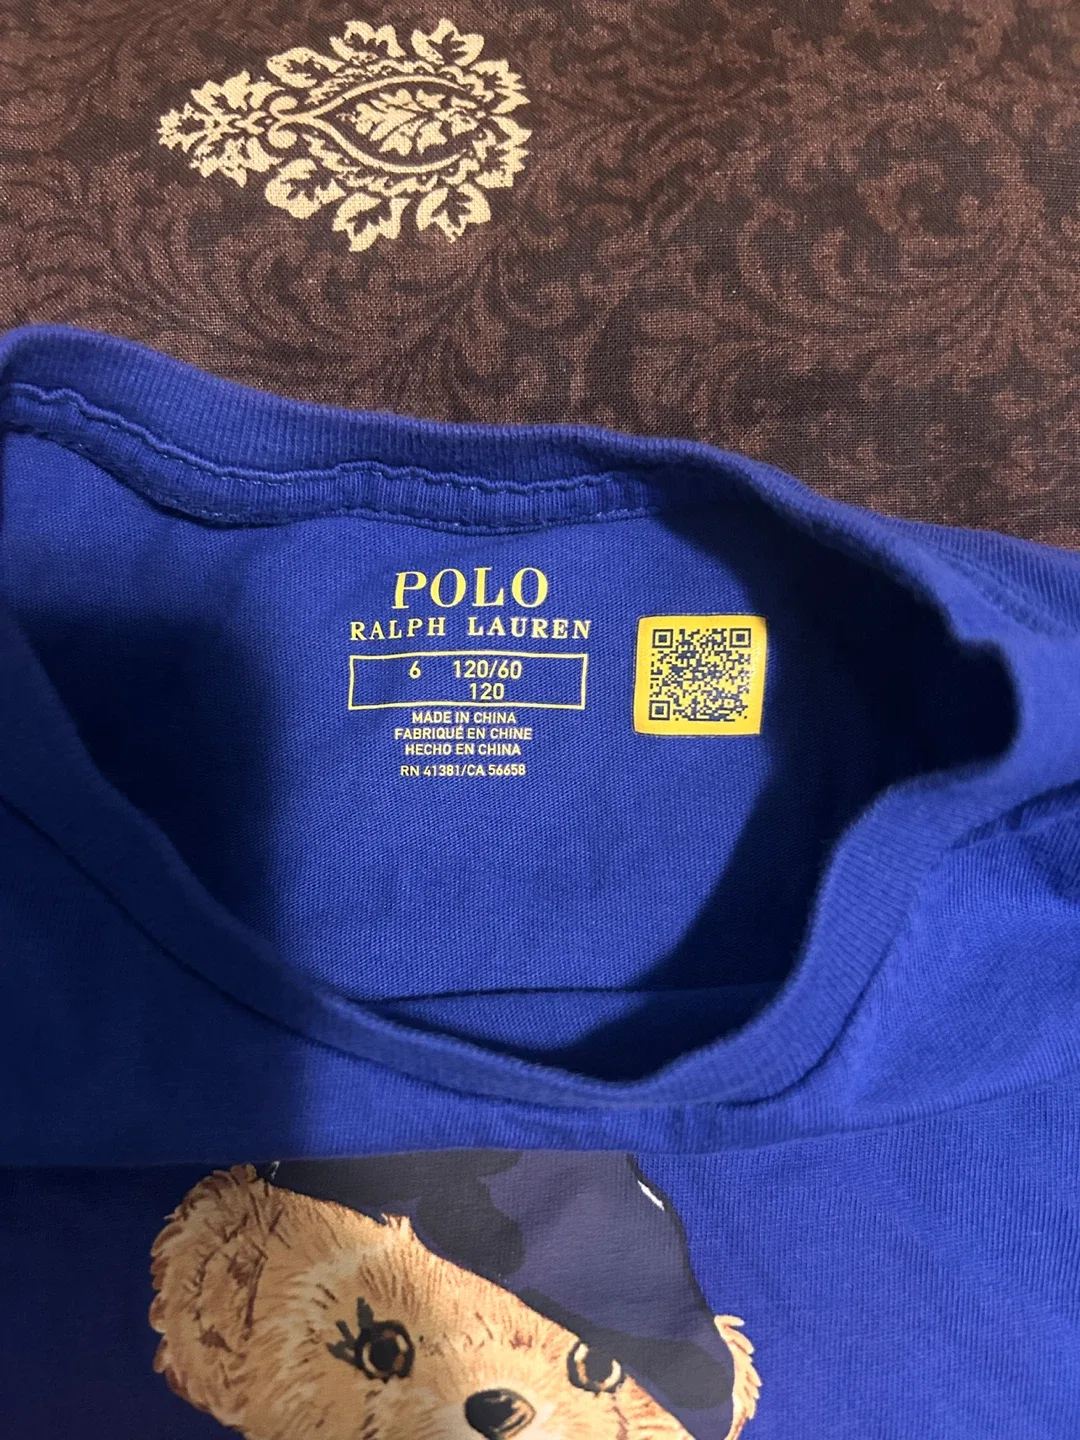 POLO
RALPH LAUREN
6 120/60
120
MADE IN CHINA
FABRIQUÉ EN CHINE
HECHO EN CHINA
RN 41381/CA 56658